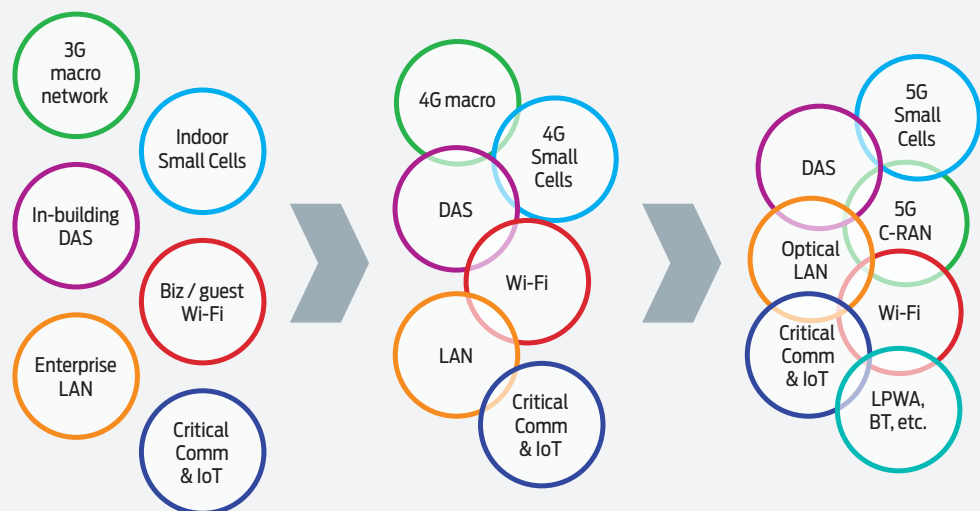 3G
macro
network
Indoor
Small Cells
In-building
DAS
Biz / guest
Wi-Fi
Enterprise
LAN
Critical
Comm
& IoT
4G macro
4G
Small
Cells
DAS
Wi-Fi
LAN
Critical
Comm
& IoT
5G
Small
Cells
DAS
5G
C-RAN
Optical
LAN
Wi-Fi
Critical
Comm
& IoT
LPWA,
BT, etc.